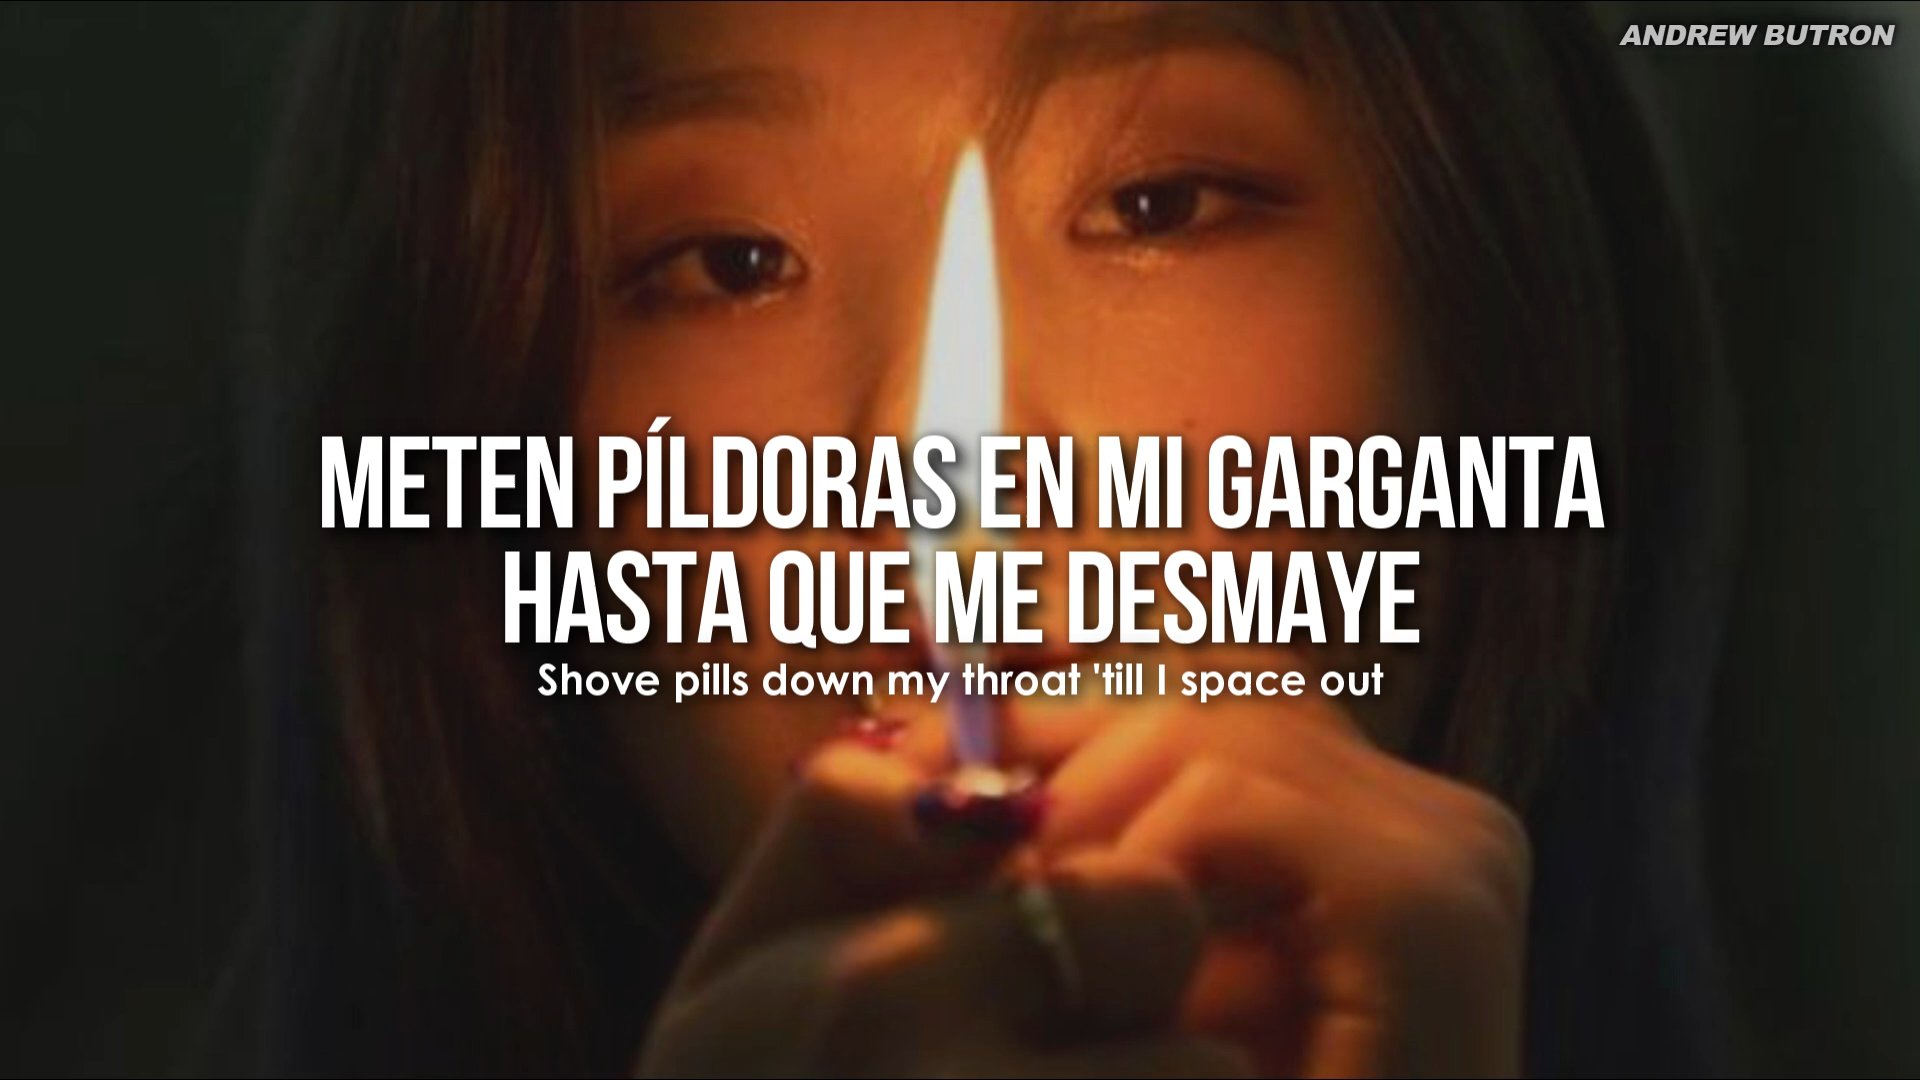 ANDREW BUTRON
METEN PÍLDORAS EN MI GARGANTA
HASTA QUE ME DESMAYE
Shove pills down my throat 'till I space out